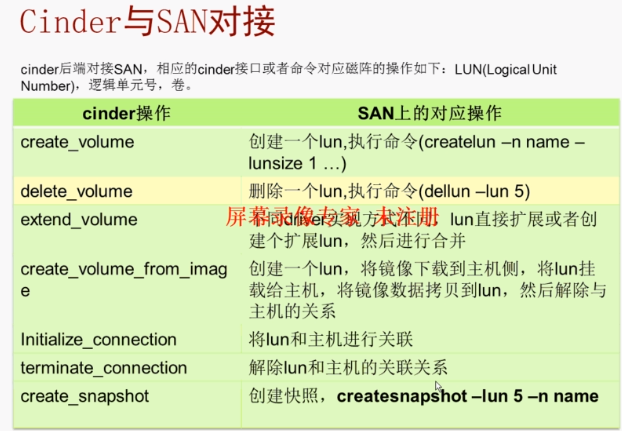 Cinder与SAN对接
cinder后端对接SAN，相应的cinder接口或者命令对应磁阵的操作如下：LUN(Logical Unit
Number)，逻辑单元号，卷。
cinder操作 SAN上的对应操作
create_volume 创建一个lun,执行命令(createlun –n name –
lunsize 1 …)
delete_volume 删除一个lun,执行命令(dellun –lun 5)
屏幕录像专家 未注册
extend_volume driver实现方式不同，lun直接扩展或者创
建个扩展lun，然后进行合并
create_volume_from_imag 创建一个lun，将镜像下载到主机侧，将lun挂
e 载给主机，将镜像数据拷贝到lun，然后解除与
主机的关系
Initialize_connection 将lun和主机进行关联
terminate_connection 解除lun和主机的关联关系
create_snapshot 创建快照，createsnapshot –lun 5 –n name